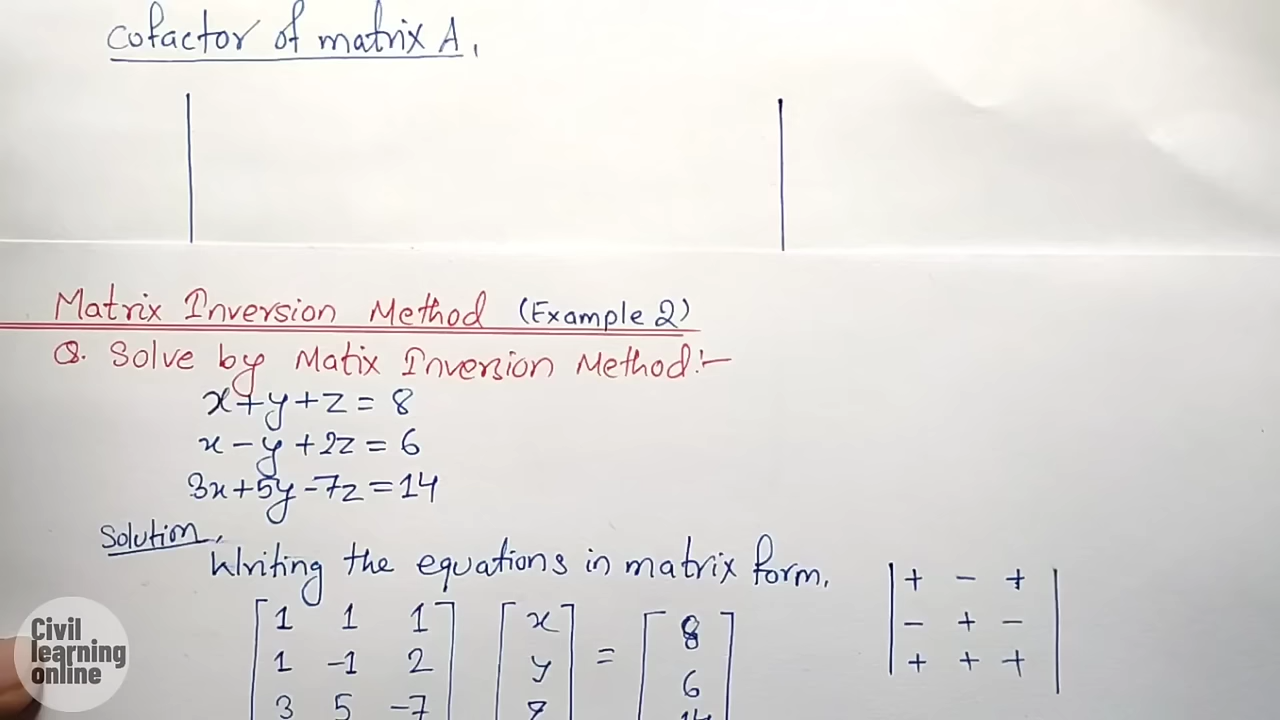 cofactor of matrix A,
Matrix Inversion Method (Example 2)
Q. Solve by Matix Inversion Method:-
x+y+z = 8
x-y+2z = 6
3x+5y-7z=14
Solution,
Writing the equations in matrix form,
1 1 1 x 8
1 -1 2 y = 6
3 5 -7 z 14
+ - +
- + -
+ + +
Civil
learning
online